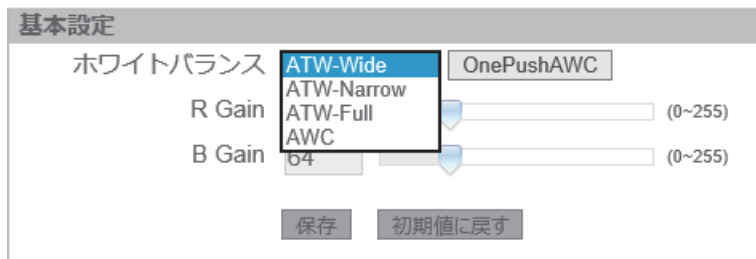 基本設定
ホワイトバランス ATW-Wide OnePushAWC
ATW-Narrow
R Gain ATW-Full (0~255)
AWC
B Gain 64 (0~255)
保存 初期値に戻す